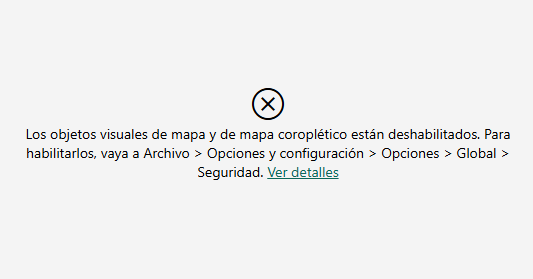 Los objetos visuales de mapa y de mapa coroplético están deshabilitados. Para
habilitarlos, vaya a Archivo > Opciones y configuración > Opciones > Global >
Seguridad. Ver detalles